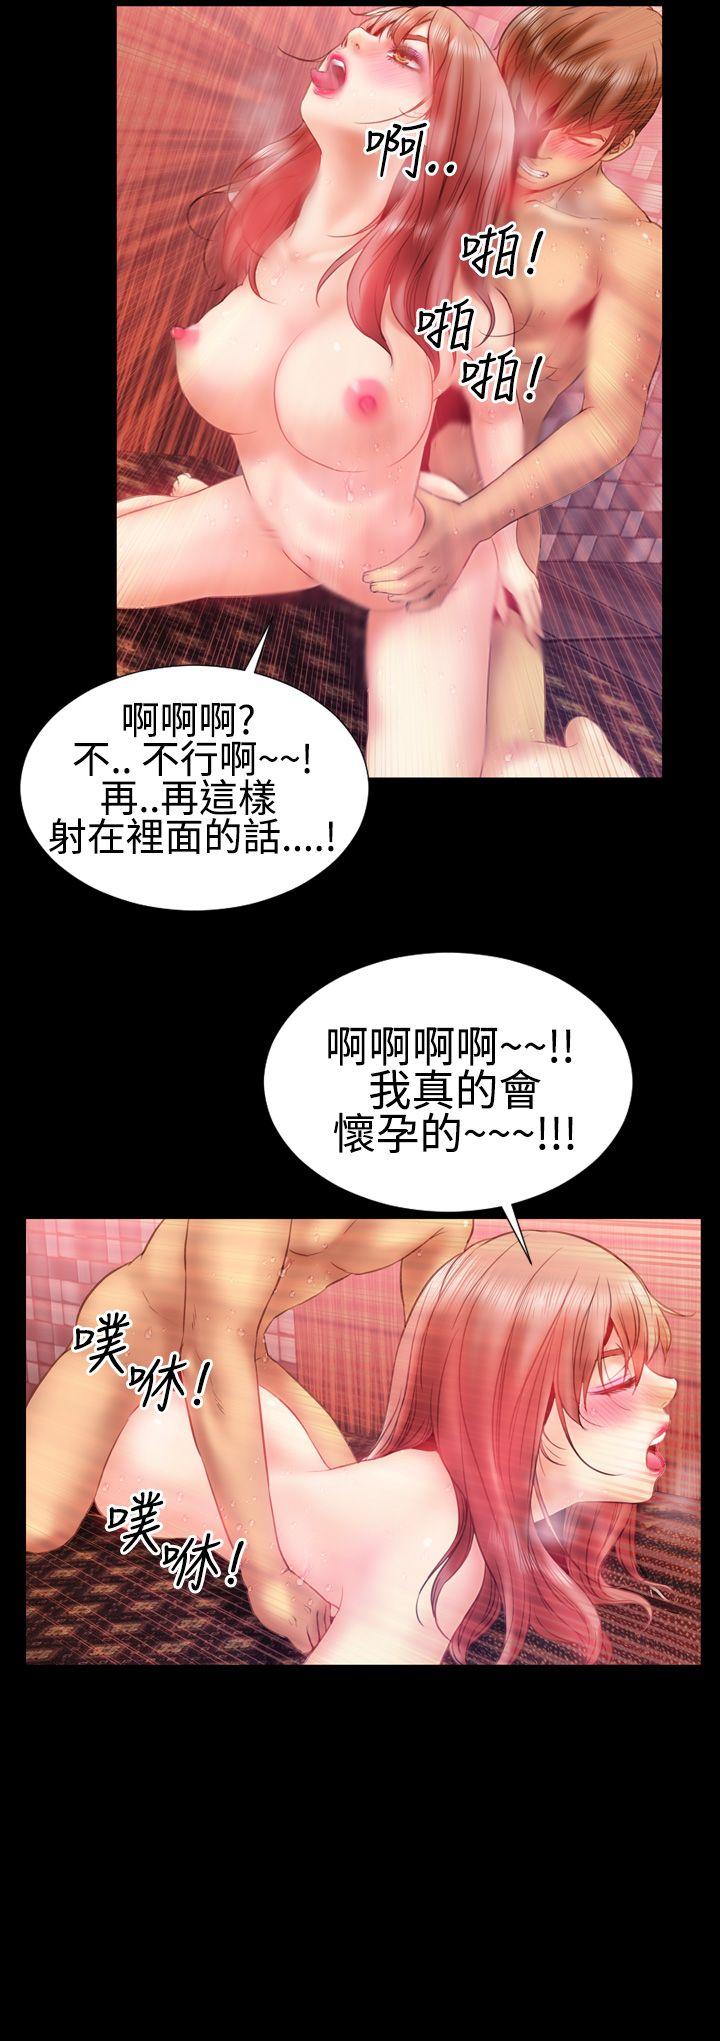 啊..
啪!
啪
啪!
啊啊啊?
不.. 不行啊~~!
再..再這樣
射在裡面的話....!
啊啊啊啊~~!!
我真的會
懷孕的~~~!!!
噗
咻!
噗
咻!